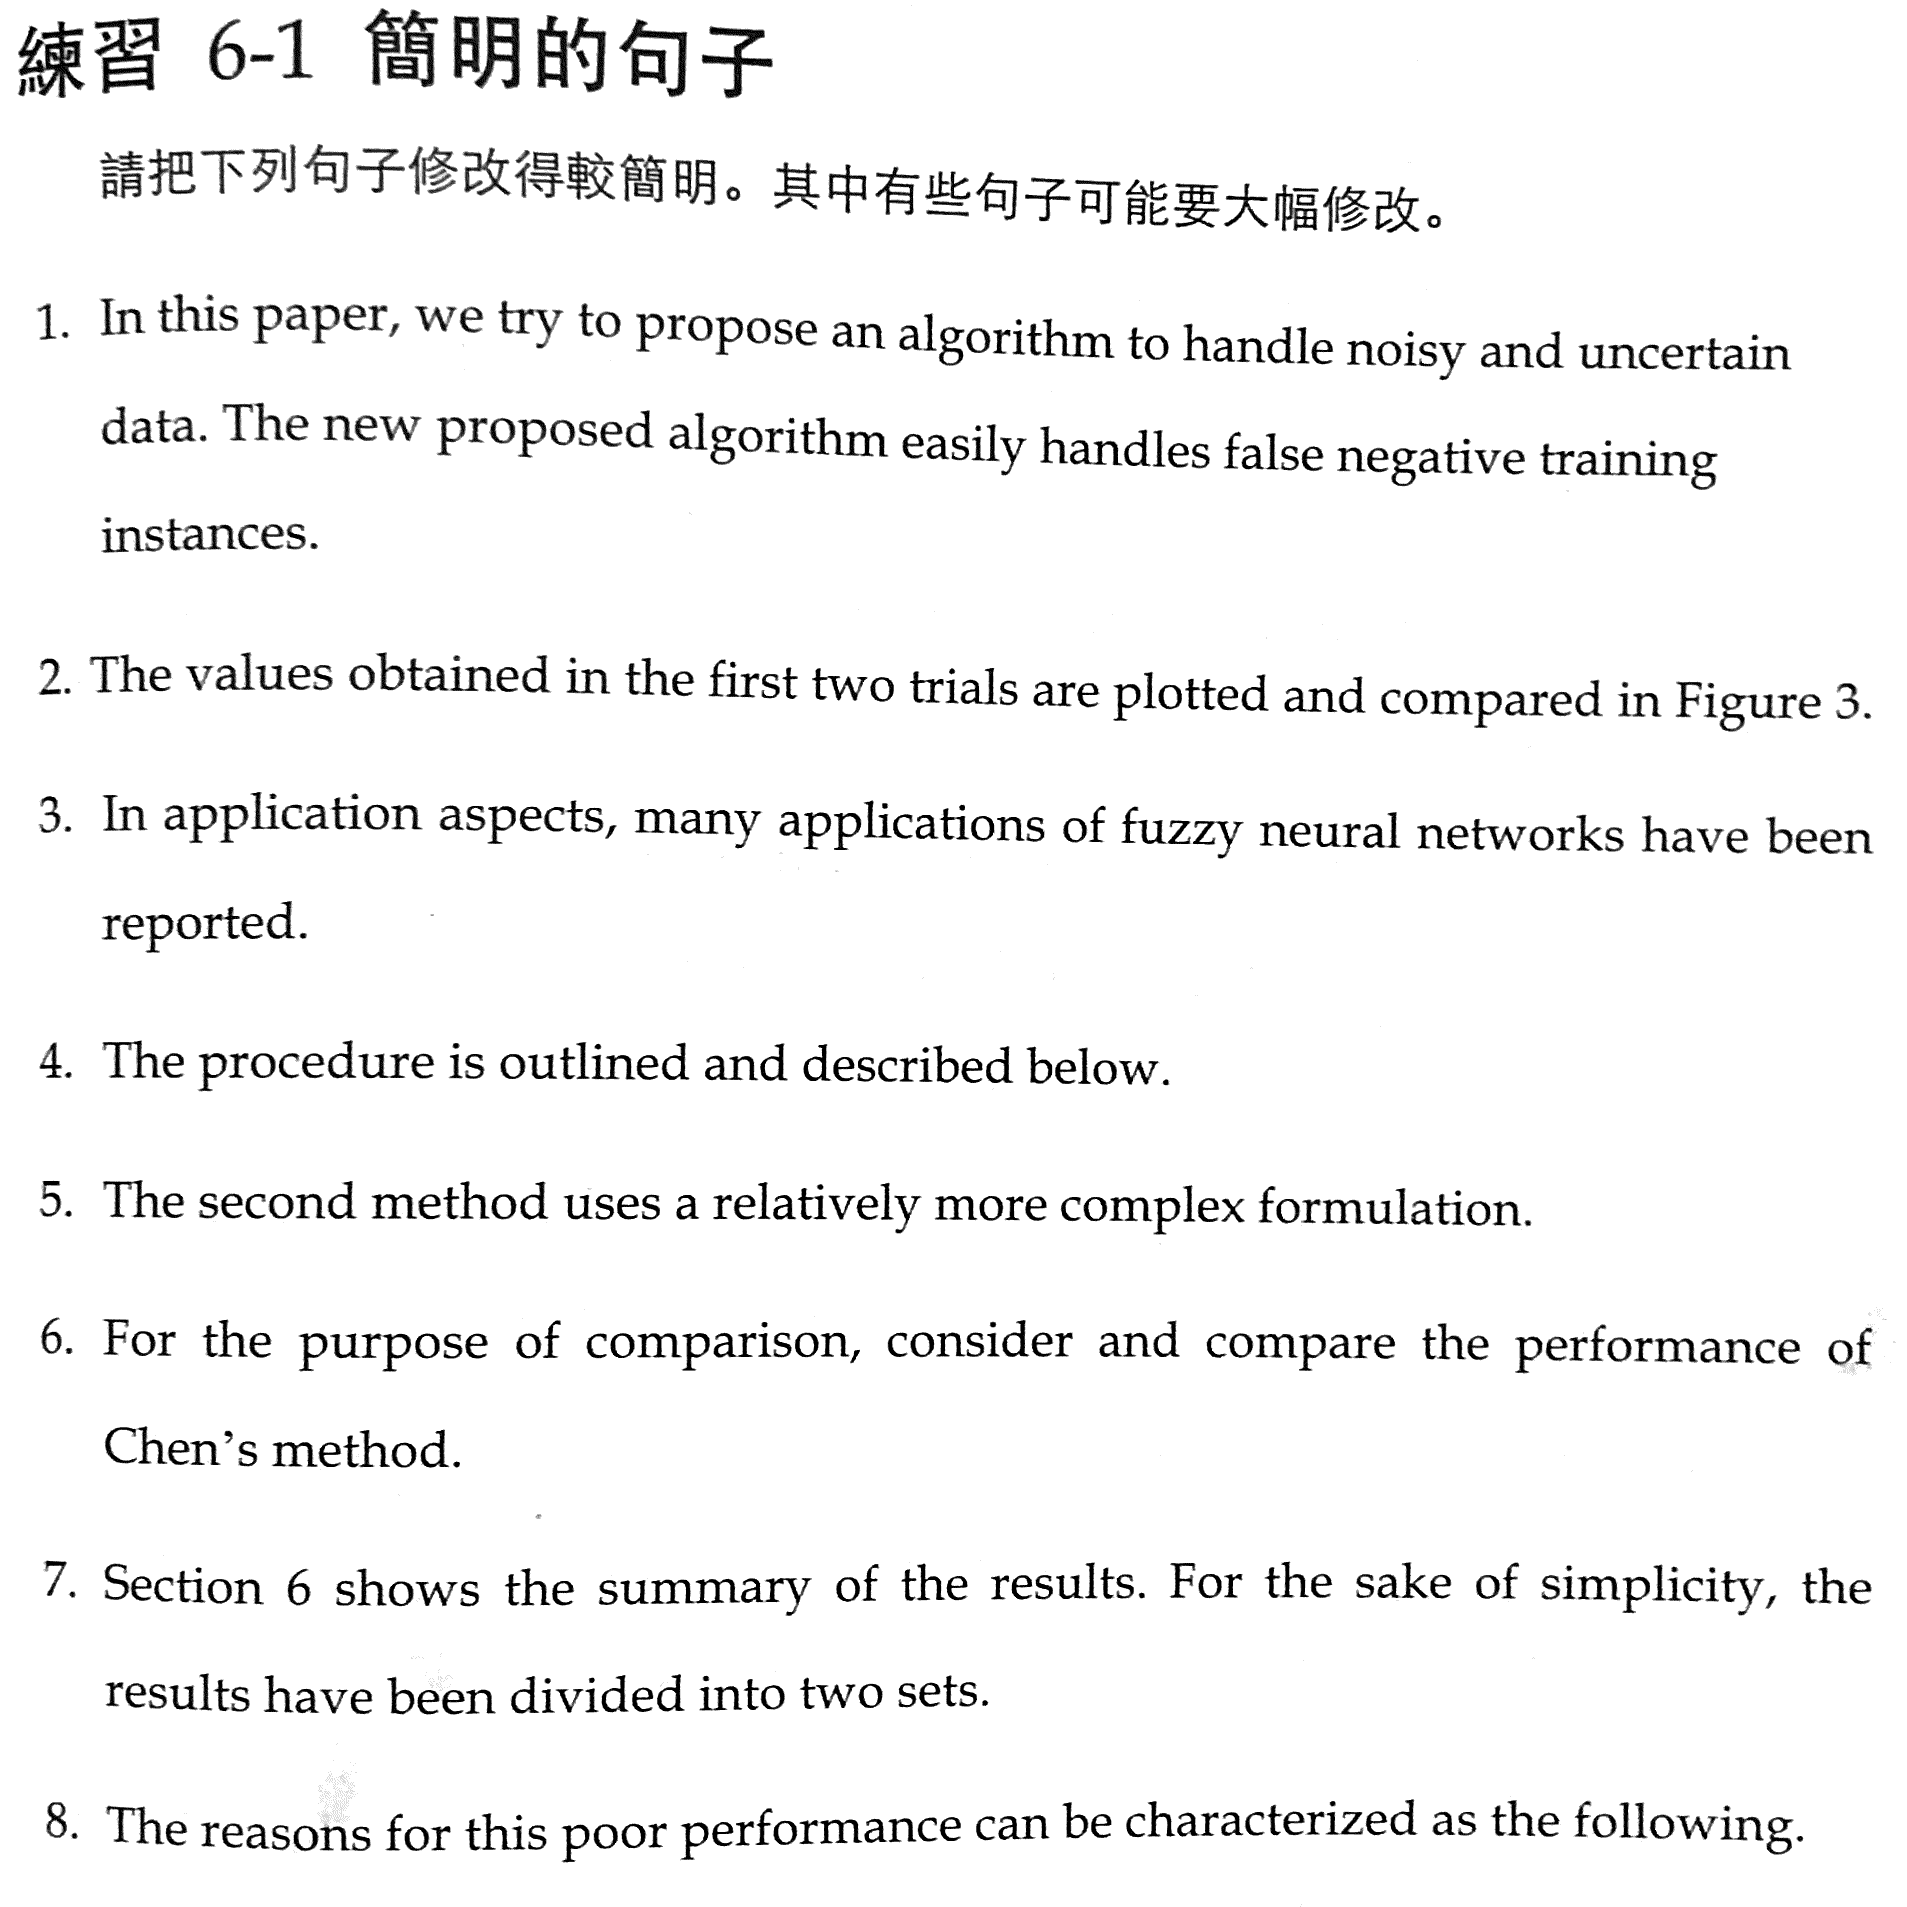 練習 6-1 簡明的句子
請把下列句子修改得較簡明。其中有些句子可能要大幅修改。
1. In this paper, we try to propose an algorithm to handle noisy and uncertain
data. The new proposed algorithm easily handles false negative training
instances.
2. The values obtained in the first two trials are plotted and compared in Figure 3.
3. In application aspects, many applications of fuzzy neural networks have been
reported.
4. The procedure is outlined and described below.
5. The second method uses a relatively more complex formulation.
6. For the purpose of comparison, consider and compare the performance of
Chen's method.
7. Section 6 shows the summary of the results. For the sake of simplicity, the
results have been divided into two sets.
8. The reasons for this poor performance can be characterized as the following.